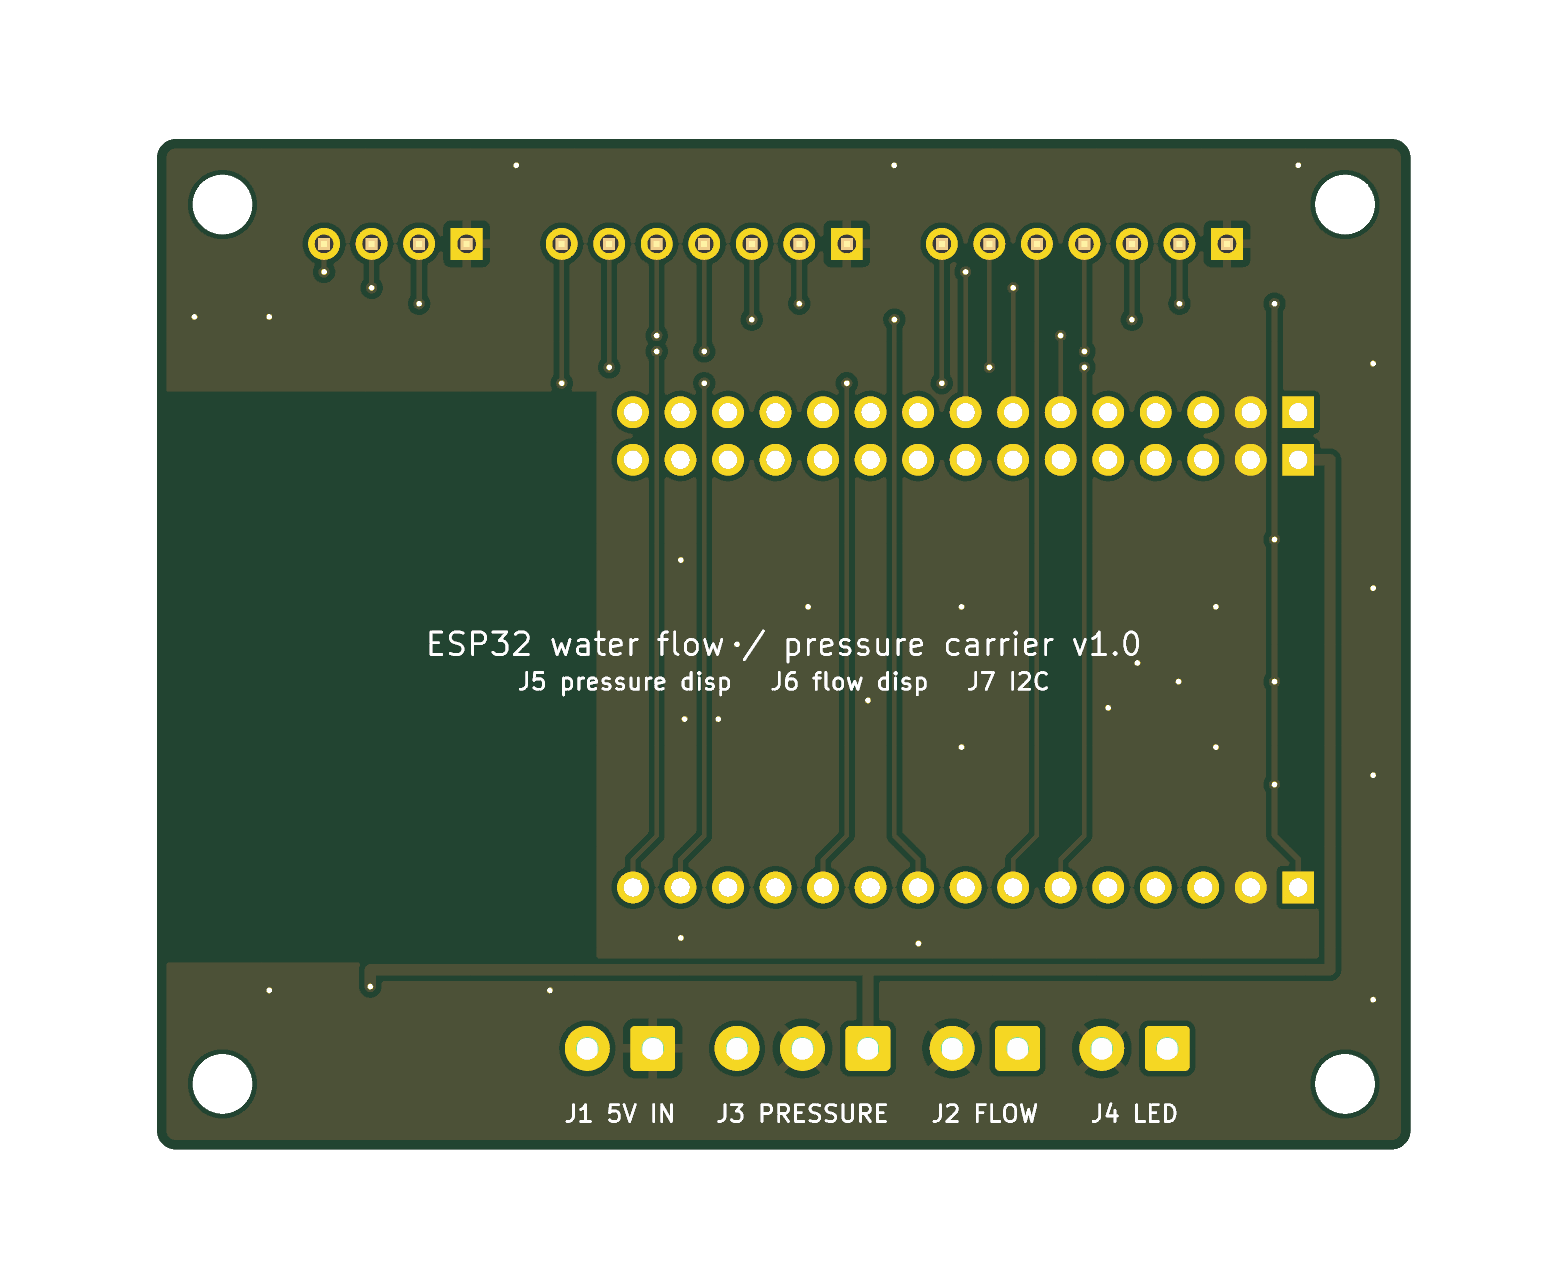 ESP32 water flow / pressure carrier v1.0
J5 pressure disp J6 flow disp J7 I2C
J1 5V IN J3 PRESSURE J2 FLOW J4 LED